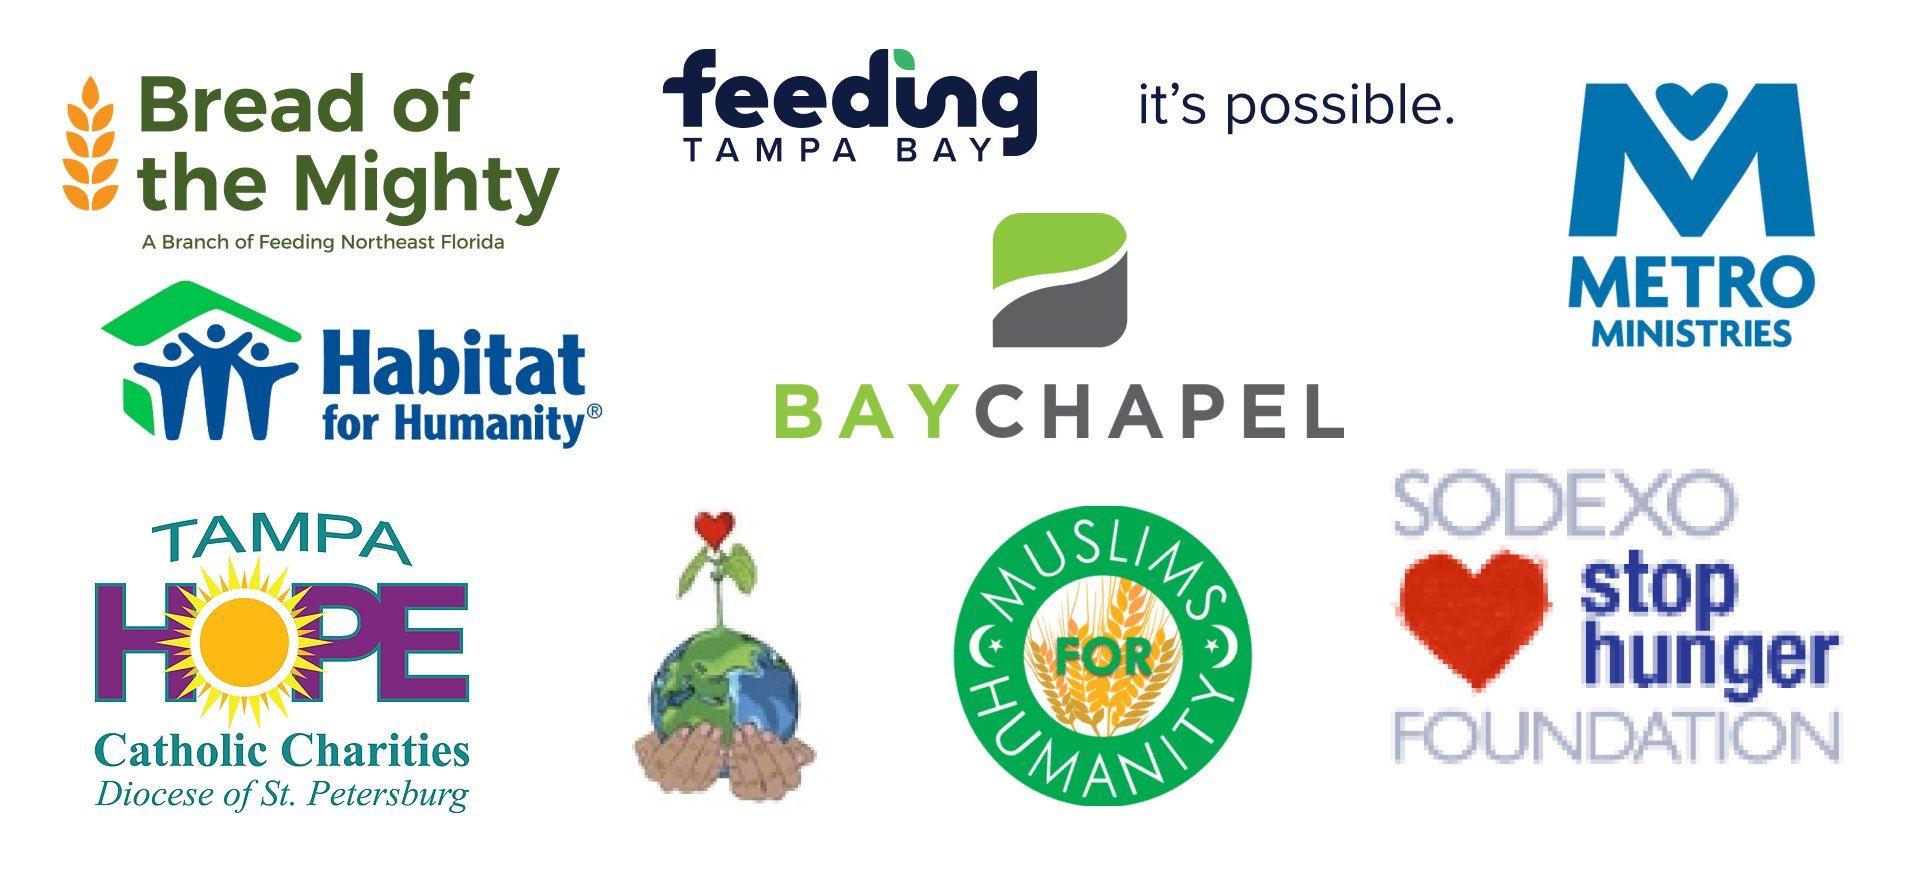 Bread of
the Mighty
A Branch of Feeding Northeast Florida
feeding
TAMPA BAY
it's possible.
METRO
MINISTRIES
Habitat
for Humanity®
BAYCHAPEL
TAMPA
HOPE
Catholic Charities
Diocese of St. Petersburg
MUSLIMS
FOR
HUMANITY
SODEXO
stop
hunger
FOUNDATION